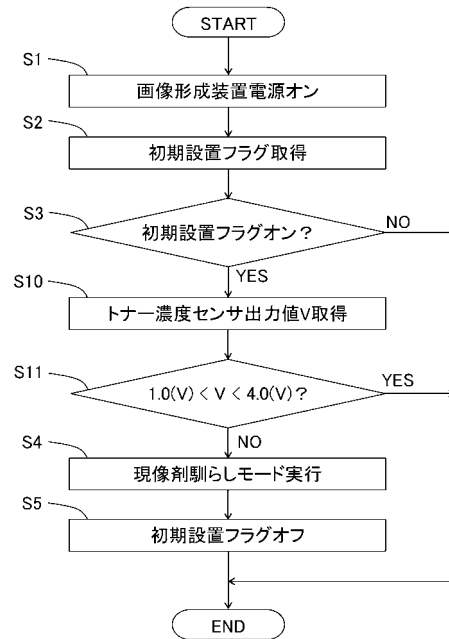 START
S1
画像形成装置電源オン
S2
初期設置フラグ取得
S3
初期設置フラグオン？
NO
YES
S10
トナー濃度センサ出力値V取得
S11
1.0(V) < V < 4.0(V)?
YES
NO
S4
現像剤馴らしモード実行
S5
初期設置フラグオフ
END